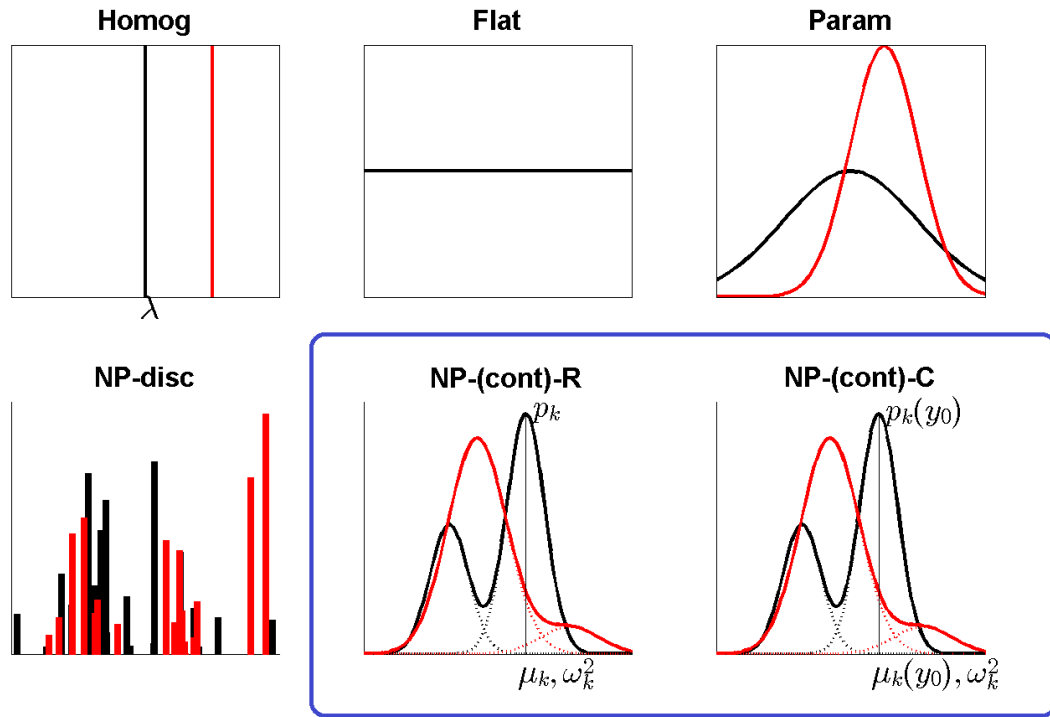 Homog
Flat
Param
λ
NP-disc
NP-(cont)-R
NP-(cont)-C
p_k
p_k(y_0)
μ_k, ω_k^2
μ_k(y_0), ω_k^2